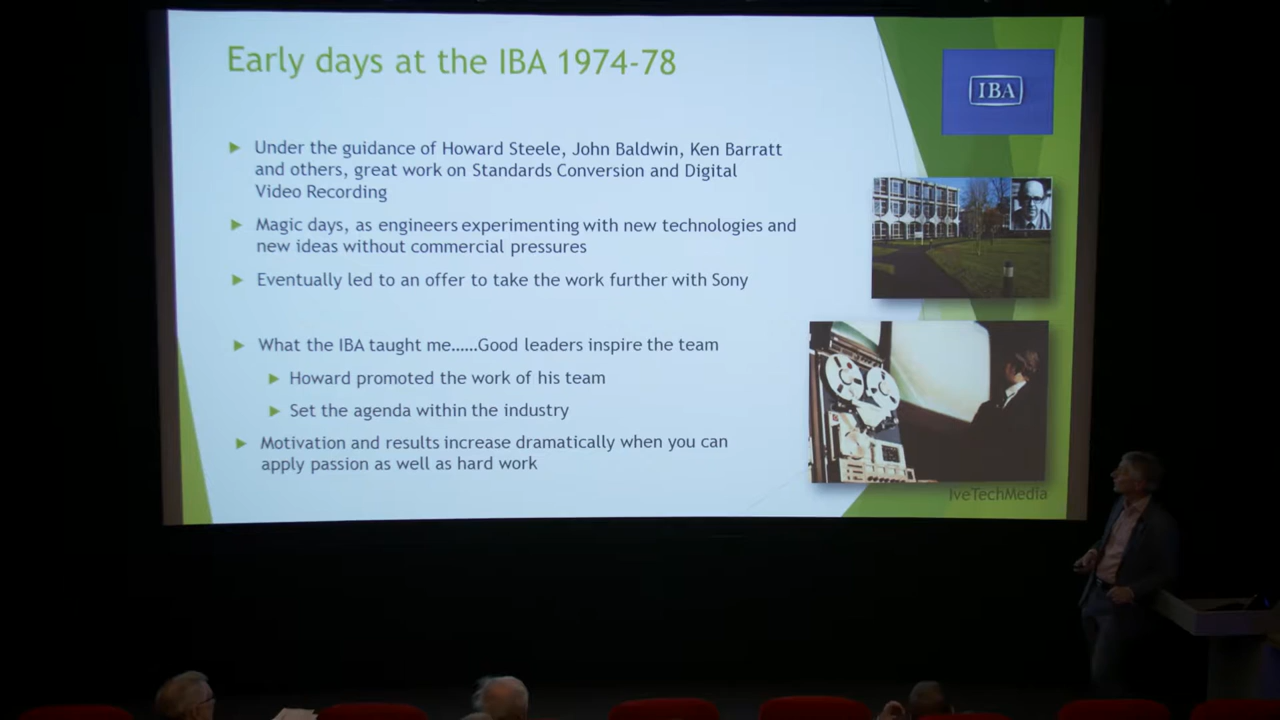 Early days at the IBA 1974-78
IBA
Under the guidance of Howard Steele, John Baldwin, Ken Barratt
and others, great work on Standards Conversion and Digital
Video Recording
Magic days, as engineers experimenting with new technologies and
new ideas without commercial pressures
Eventually led to an offer to take the work further with Sony
What the IBA taught me......Good leaders inspire the team
Howard promoted the work of his team
Set the agenda within the industry
Motivation and results increase dramatically when you can
apply passion as well as hard work
IveTechMedia